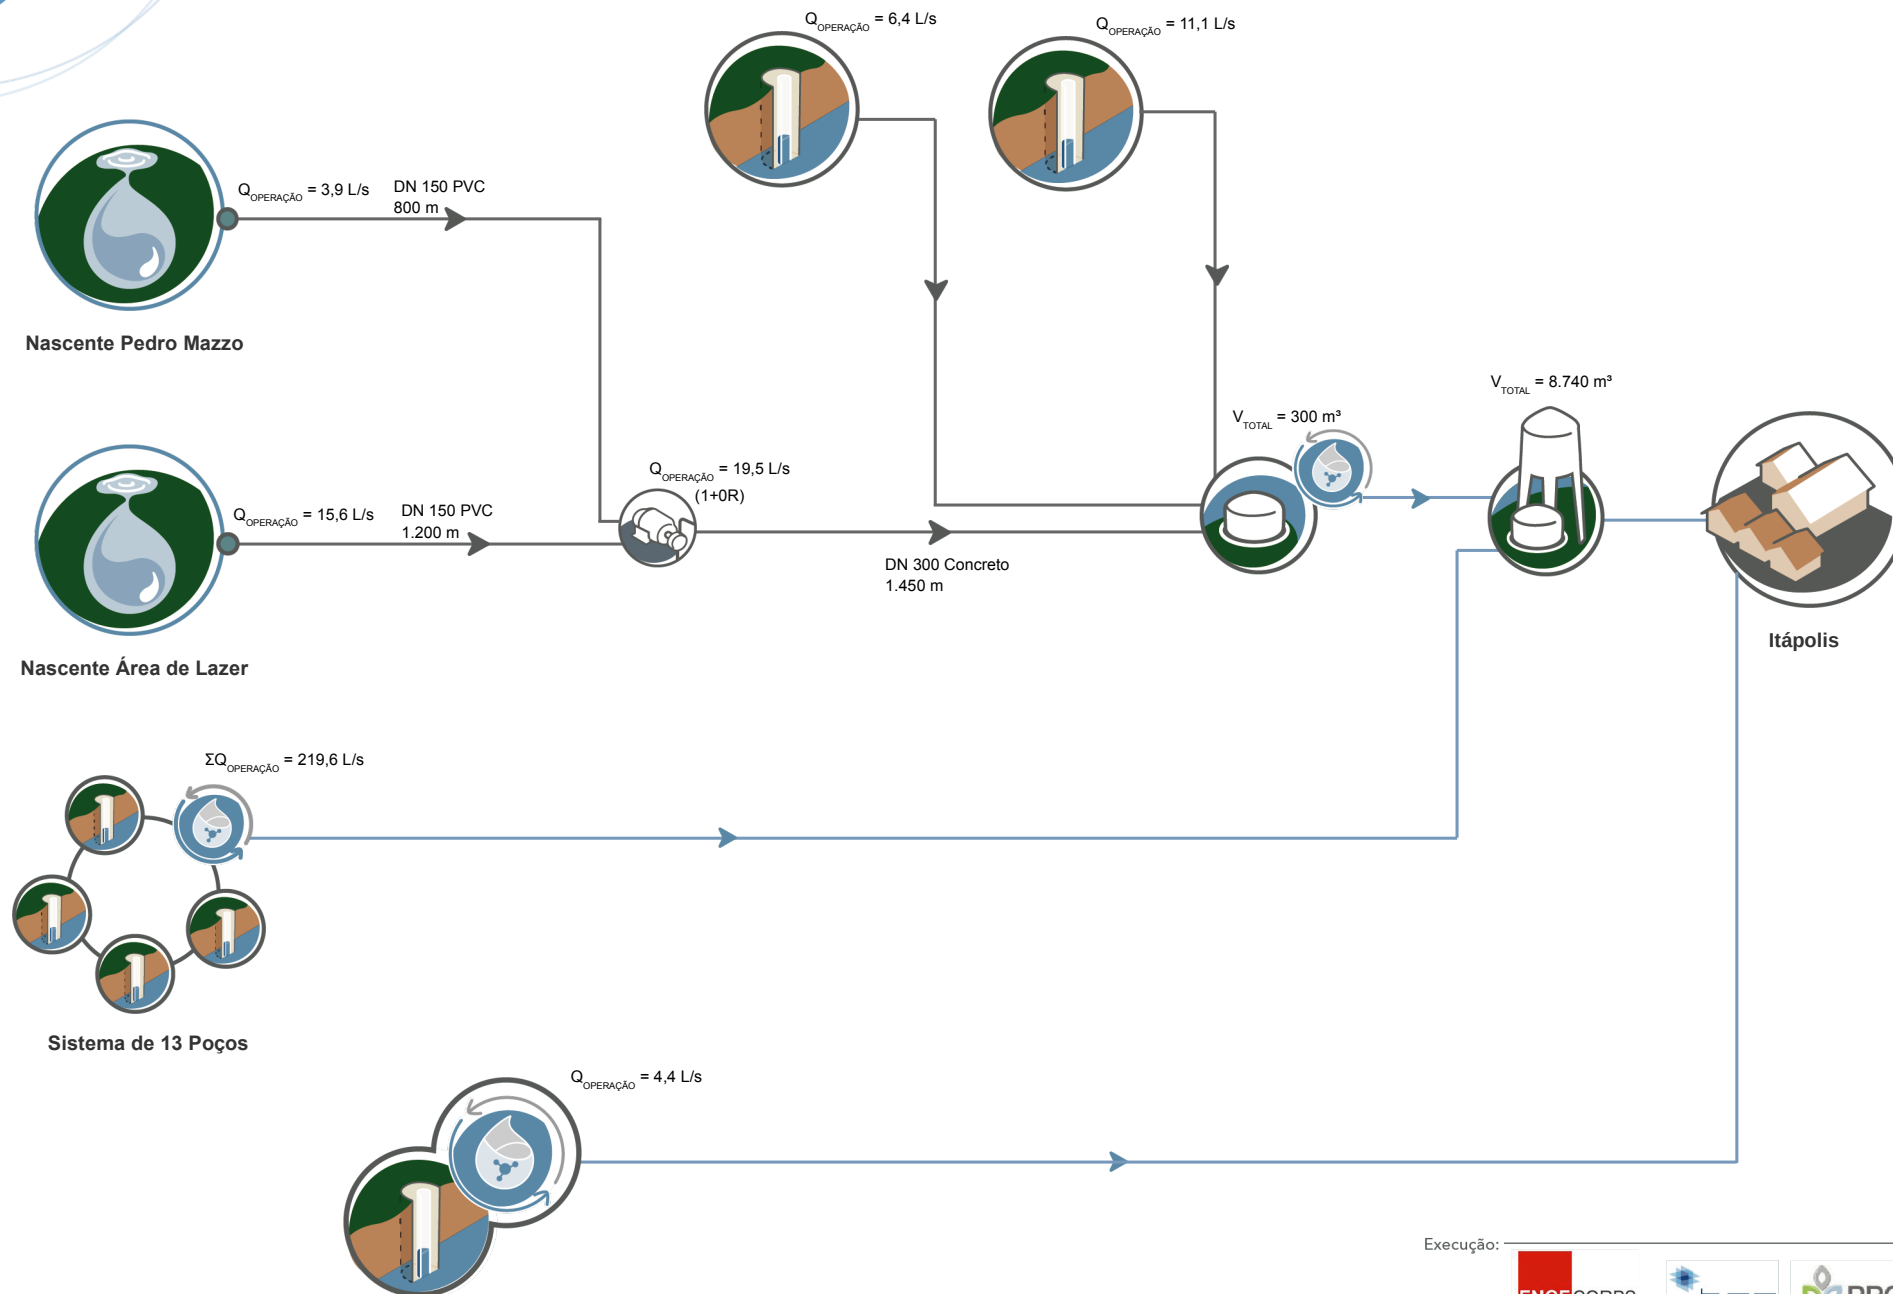 Q OPERAÇÃO = 6,4 L/s
Q OPERAÇÃO = 11,1 L/s
Q OPERAÇÃO = 3,9 L/s
DN 150 PVC
800 m
Nascente Pedro Mazzo
V TOTAL = 8.740 m³
V TOTAL = 300 m³
Q OPERAÇÃO = 19,5 L/s
(1+0R)
Q OPERAÇÃO = 15,6 L/s
DN 150 PVC
1.200 m
DN 300 Concreto
1.450 m
Itápolis
Nascente Área de Lazer
ΣQ OPERAÇÃO = 219,6 L/s
Sistema de 13 Poços
Q OPERAÇÃO = 4,4 L/s
Execução: